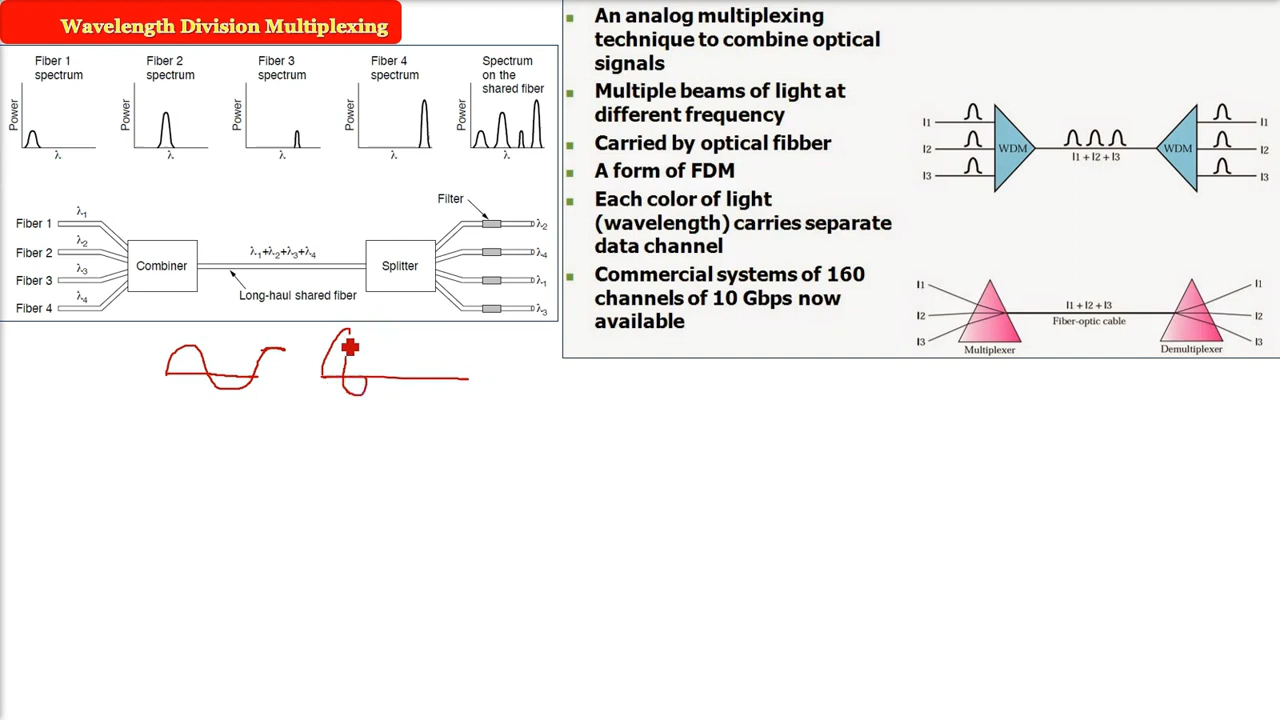 Wavelength Division Multiplexing
Fiber 1
spectrum
Fiber 2
spectrum
Fiber 3
spectrum
Fiber 4
spectrum
Spectrum
on the
shared fiber
Power
Power
Power
Power
Power
λ
λ
λ
λ
λ
Filter
Fiber 1
Fiber 2
Fiber 3
Fiber 4
λ1
λ2
λ3
λ4
Combiner
λ1+λ2+λ3+λ4
Long-haul shared fiber
Splitter
λ2
λ4
λ1
λ3
▪ An analog multiplexing
technique to combine optical
signals
▪ Multiple beams of light at
different frequency
▪ Carried by optical fibber
▪ A form of FDM
▪ Each color of light
(wavelength) carries separate
data channel
▪ Commercial systems of 160
channels of 10 Gbps now
available
l1
l2
l3
WDM
l1 + l2 + l3
WDM
l1
l2
l3
l1
l2
l3
Multiplexer
l1 + l2 + l3
Fiber-optic cable
Demultiplexer
l1
l2
l3